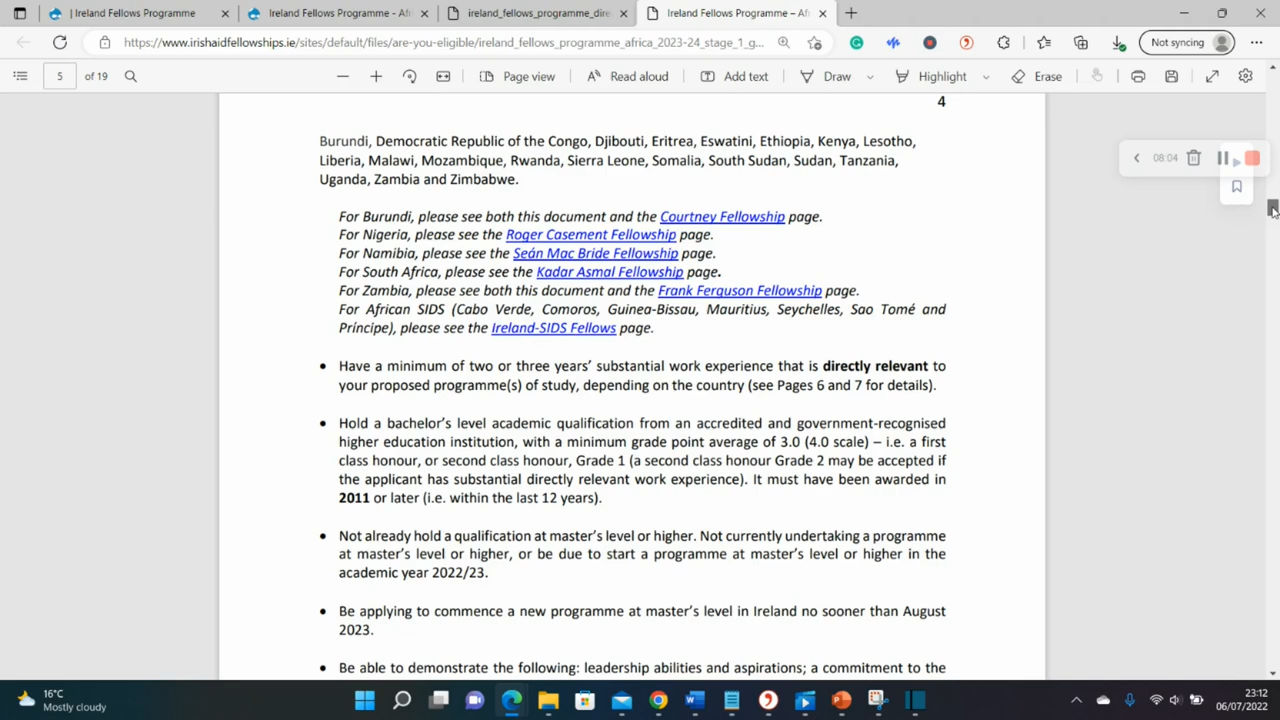 | Ireland Fellows Programme
Ireland Fellows Programme - Afr
ireland_fellows_programme_dire
Ireland Fellows Programme – Afri
https://www.irishaidfellowships.ie/sites/default/files/are-you-eligible/ireland_fellows_programme_africa_2023-24_stage_1_g...
Not syncing
5 of 19
Page view
Read aloud
Add text
Draw
Highlight
Erase
4
Burundi, Democratic Republic of the Congo, Djibouti, Eritrea, Eswatini, Ethiopia, Kenya, Lesotho,
Liberia, Malawi, Mozambique, Rwanda, Sierra Leone, Somalia, South Sudan, Sudan, Tanzania,
Uganda, Zambia and Zimbabwe.
08:04
For Burundi, please see both this document and the Courtney Fellowship page.
For Nigeria, please see the Roger Casement Fellowship page.
For Namibia, please see the Seán Mac Bride Fellowship page.
For South Africa, please see the Kadar Asmal Fellowship page.
For Zambia, please see both this document and the Frank Ferguson Fellowship page.
For African SIDS (Cabo Verde, Comoros, Guinea-Bissau, Mauritius, Seychelles, Sao Tomé and
Príncipe), please see the Ireland-SIDS Fellows page.
• Have a minimum of two or three years’ substantial work experience that is directly relevant to
your proposed programme(s) of study, depending on the country (see Pages 6 and 7 for details).
• Hold a bachelor’s level academic qualification from an accredited and government-recognised
higher education institution, with a minimum grade point average of 3.0 (4.0 scale) – i.e. a first
class honour, or second class honour, Grade 1 (a second class honour Grade 2 may be accepted if
the applicant has substantial directly relevant work experience). It must have been awarded in
2011 or later (i.e. within the last 12 years).
• Not already hold a qualification at master’s level or higher. Not currently undertaking a programme
at master’s level or higher, or be due to start a programme at master’s level or higher in the
academic year 2022/23.
• Be applying to commence a new programme at master’s level in Ireland no sooner than August
2023.
• Be able to demonstrate the following: leadership abilities and aspirations; a commitment to the
16°C
Mostly cloudy
23:12
06/07/2022